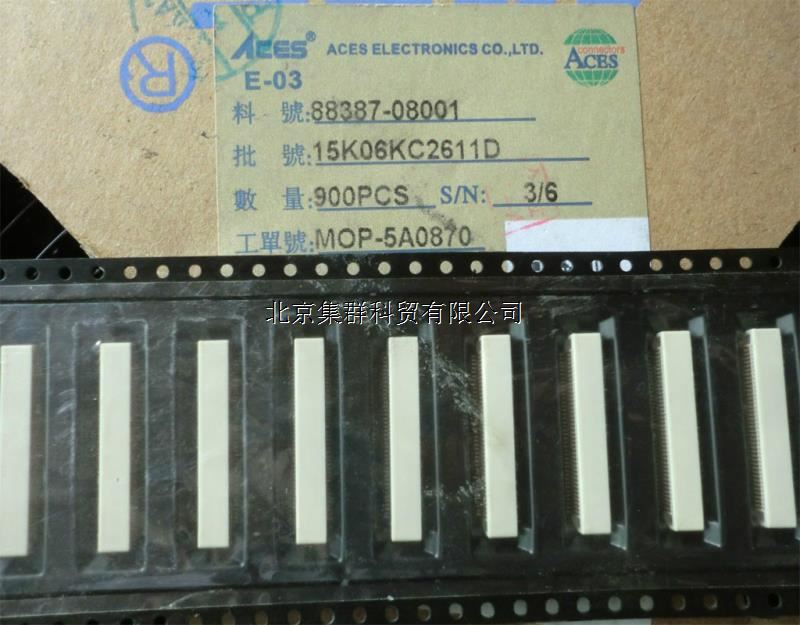 ACES® ACES ELECTRONICS CO.,LTD.
connectors
ACES
E-03
料 號:88387-08001
批 號:15K06KC2611D
數 量:900PCS S/N: 3/6
工單號:MOP-5A0870
R
北京集群科贸有限公司